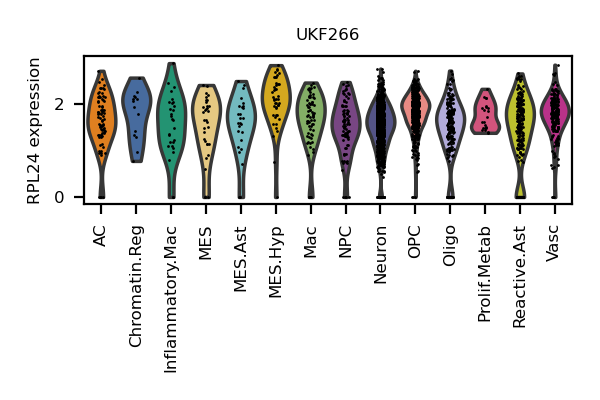 UKF266
RPL24 expression
2
0
AC
Chromatin.Reg
Inflammatory.Mac
MES
MES.Ast
MES.Hyp
Mac
NPC
Neuron
OPC
Oligo
Prolif.Metab
Reactive.Ast
Vasc